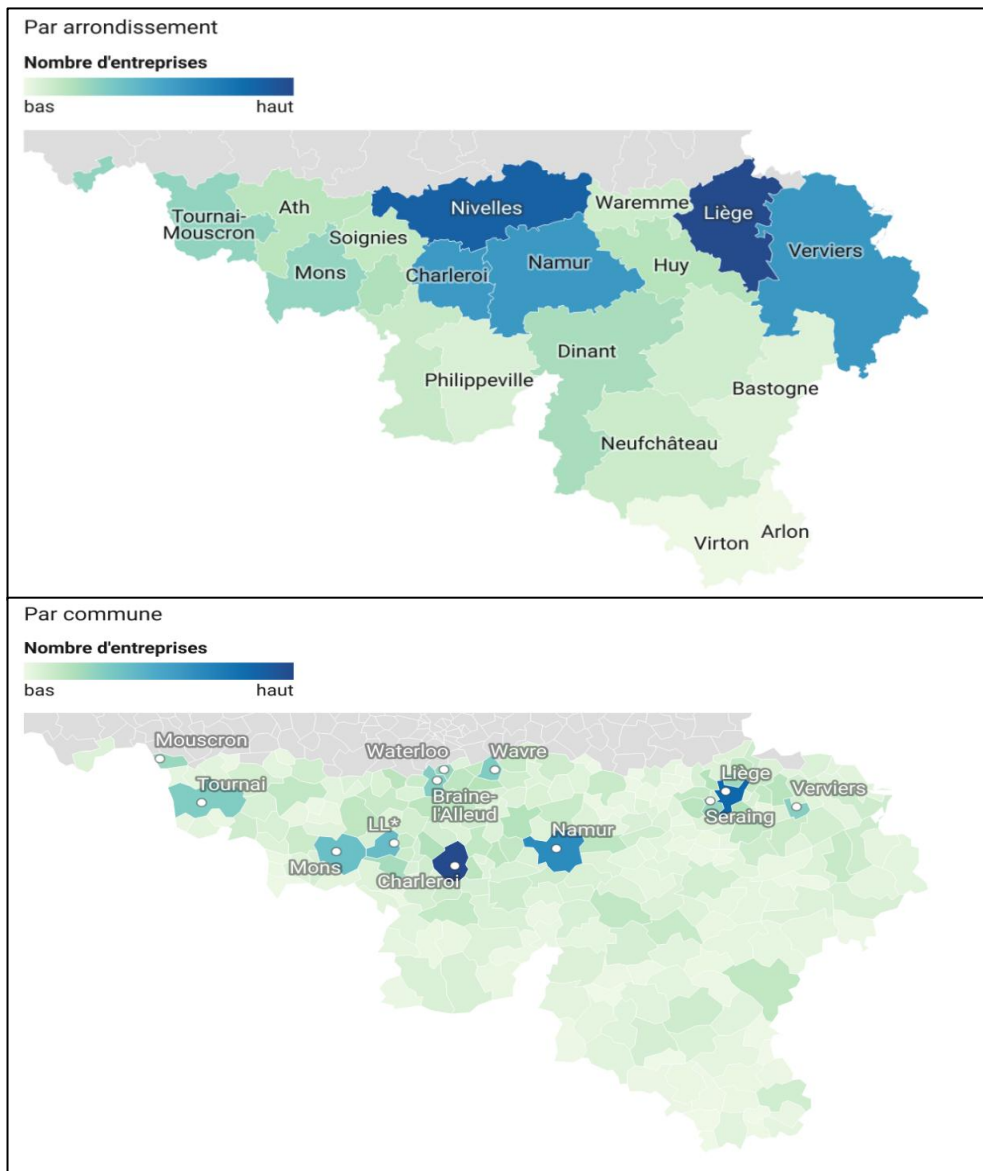 Par arrondissement
Nombre d'entreprises
bas haut
Nivelles
Waremme
Liège
Ath
Tournai-
Mouscron
Soignies
Verviers
Mons
Charleroi
Namur
Huy
Dinant
Philippeville
Bastogne
Neufchâteau
Virton
Arlon
Par commune
Nombre d'entreprises
bas haut
Mouscron
Waterloo
Wavre
Tournai
Braine-
l'Alleud
Liège
Verviers
Seraing
LL*
Namur
Mons
Charleroi